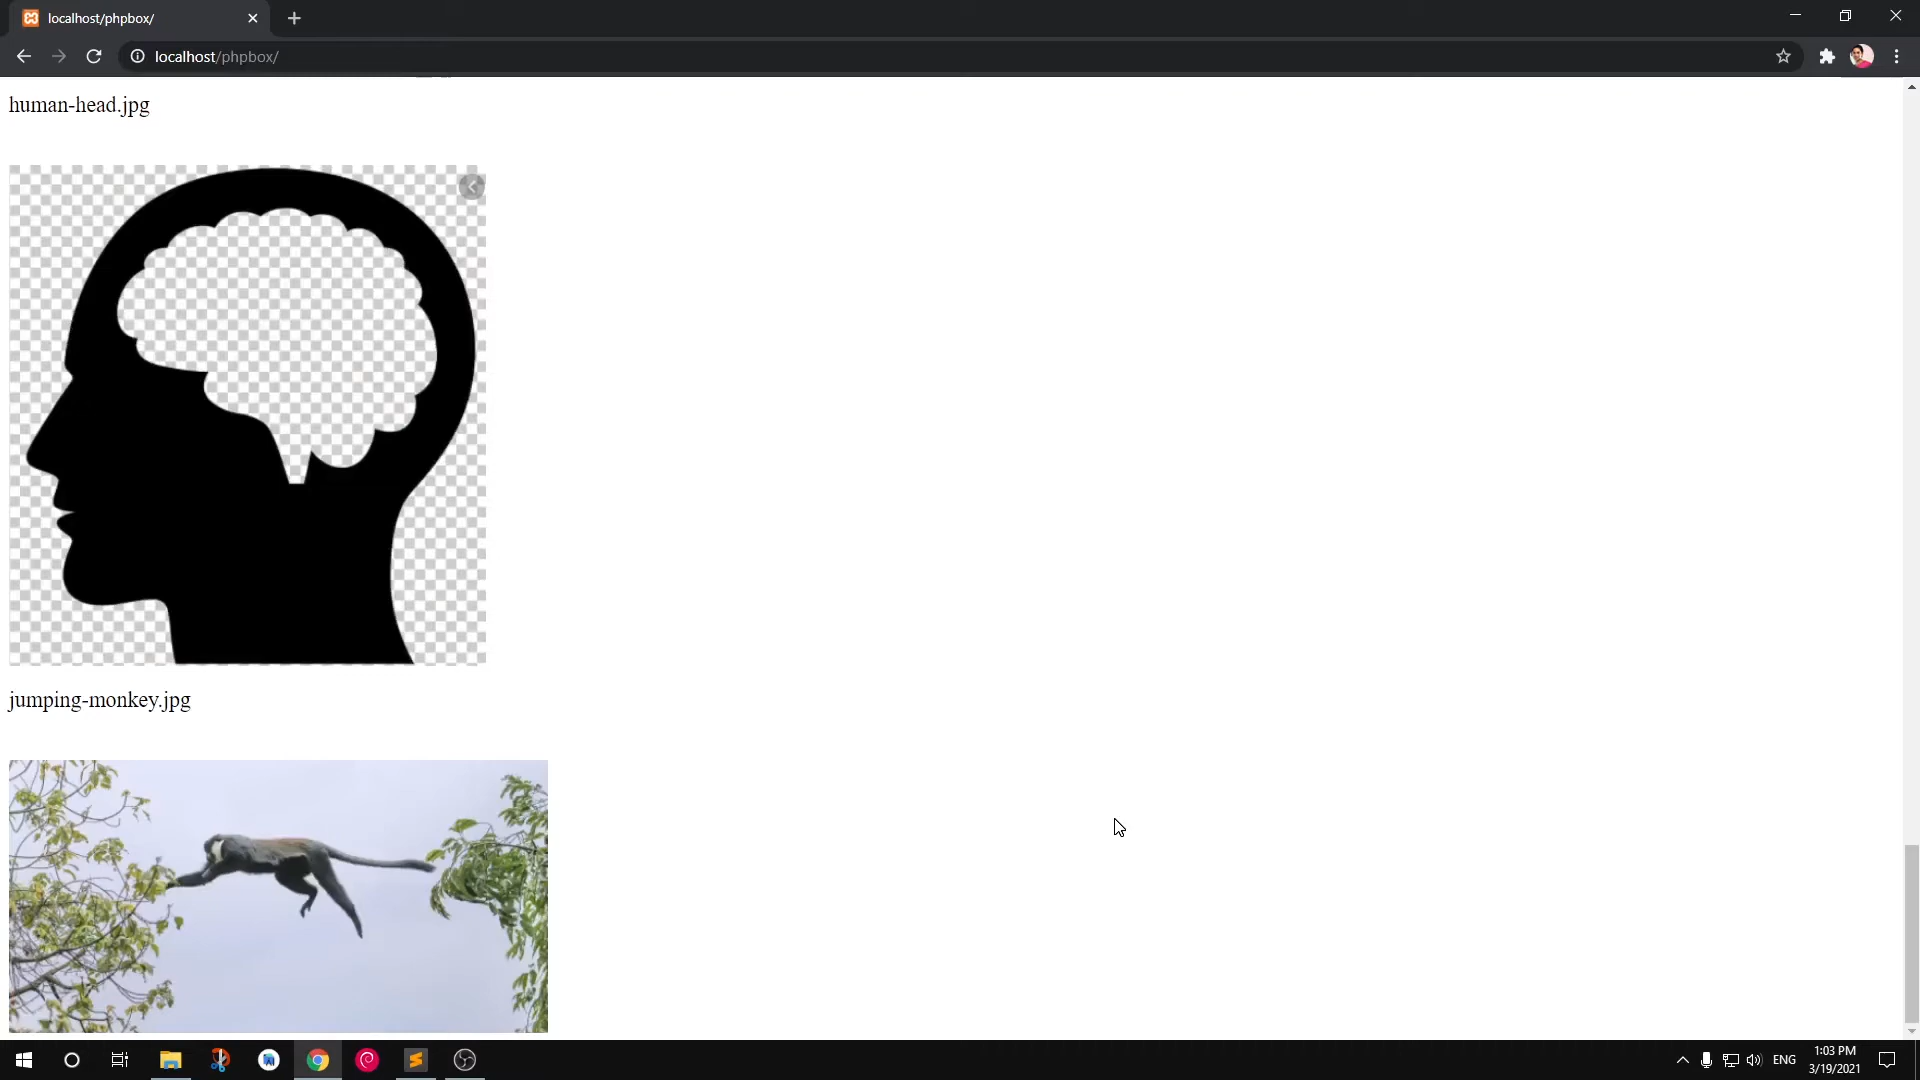 localhost/phpbox/
localhost/phpbox/
human-head.jpg
jumping-monkey.jpg
ENG
1:03 PM
3/19/2021